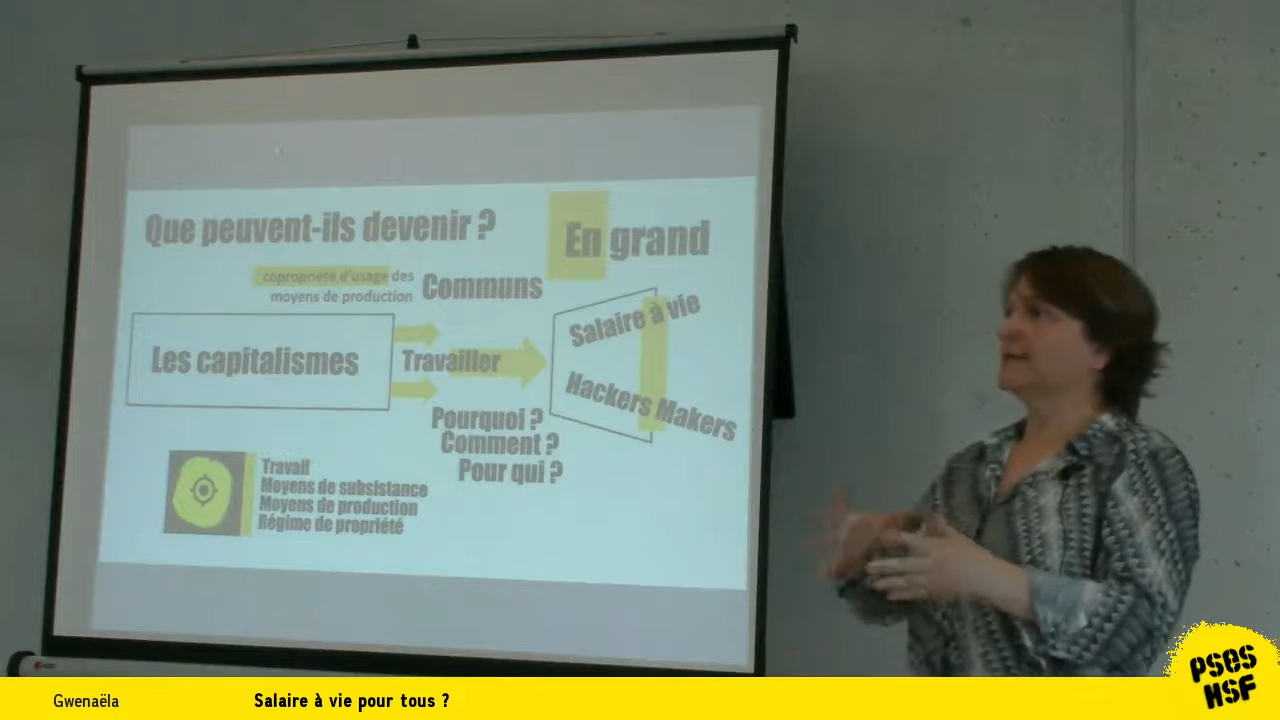 Que peuvent-ils devenir ?
En grand
copropriété d'usage des
moyens de production
Communs
Les capitalismes
Travailler
Salaire à vie
Hackers Makers
Pourquoi ?
Comment ?
Pour qui ?
Travail
Moyens de subsistance
Moyens de production
Régime de propriété
Gwenaëla
Salaire à vie pour tous ?
PSES
HSF